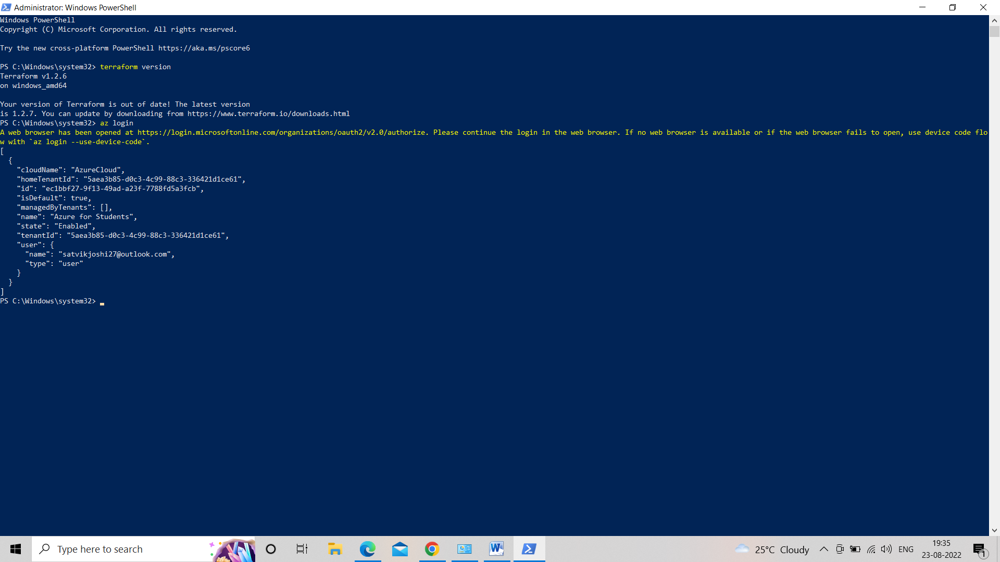 Administrator: Windows PowerShell
Windows PowerShell
Copyright (C) Microsoft Corporation. All rights reserved.
Try the new cross-platform PowerShell https://aka.ms/pscore6
PS C:\Windows\system32> terraform version
Terraform v1.2.6
on windows_amd64
Your version of Terraform is out of date! The latest version
is 1.2.7. You can update by downloading from https://www.terraform.io/downloads.html
PS C:\Windows\system32> az login
A web browser has been opened at https://login.microsoftonline.com/organizations/oauth2/v2.0/authorize. Please continue the login in the web browser. If no web browser is available or if the web browser fails to open, use device code flo
w with `az login --use-device-code`.
[
  {
    "cloudName": "AzureCloud",
    "homeTenantId": "5aea3b85-d0c3-4c99-88c3-336421d1ce61",
    "id": "ec1bbf27-9f13-49ad-a23f-7788fd5a3fcb",
    "isDefault": true,
    "managedByTenants": [],
    "name": "Azure for Students",
    "state": "Enabled",
    "tenantId": "5aea3b85-d0c3-4c99-88c3-336421d1ce61",
    "user": {
      "name": "satvikjoshi27@outlook.com",
      "type": "user"
    }
  }
]
PS C:\Windows\system32>
Type here to search
25°C Cloudy
ENG
19:35
23-08-2022
1